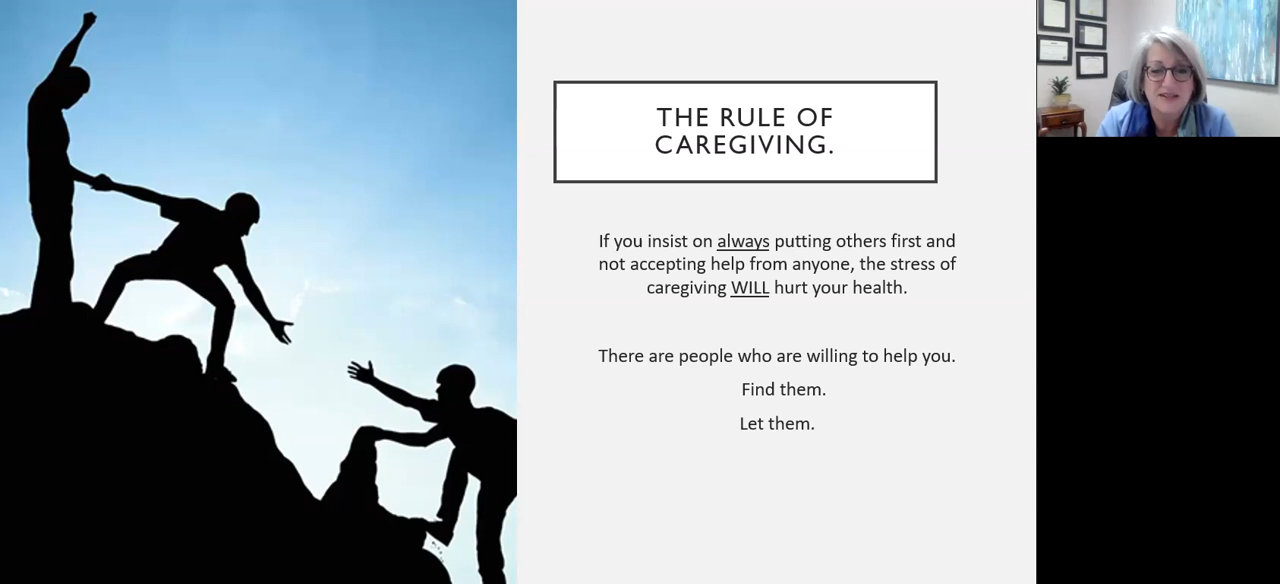 THE RULE OF
CAREGIVING.
If you insist on always putting others first and
not accepting help from anyone, the stress of
caregiving WILL hurt your health.
There are people who are willing to help you.
Find them.
Let them.